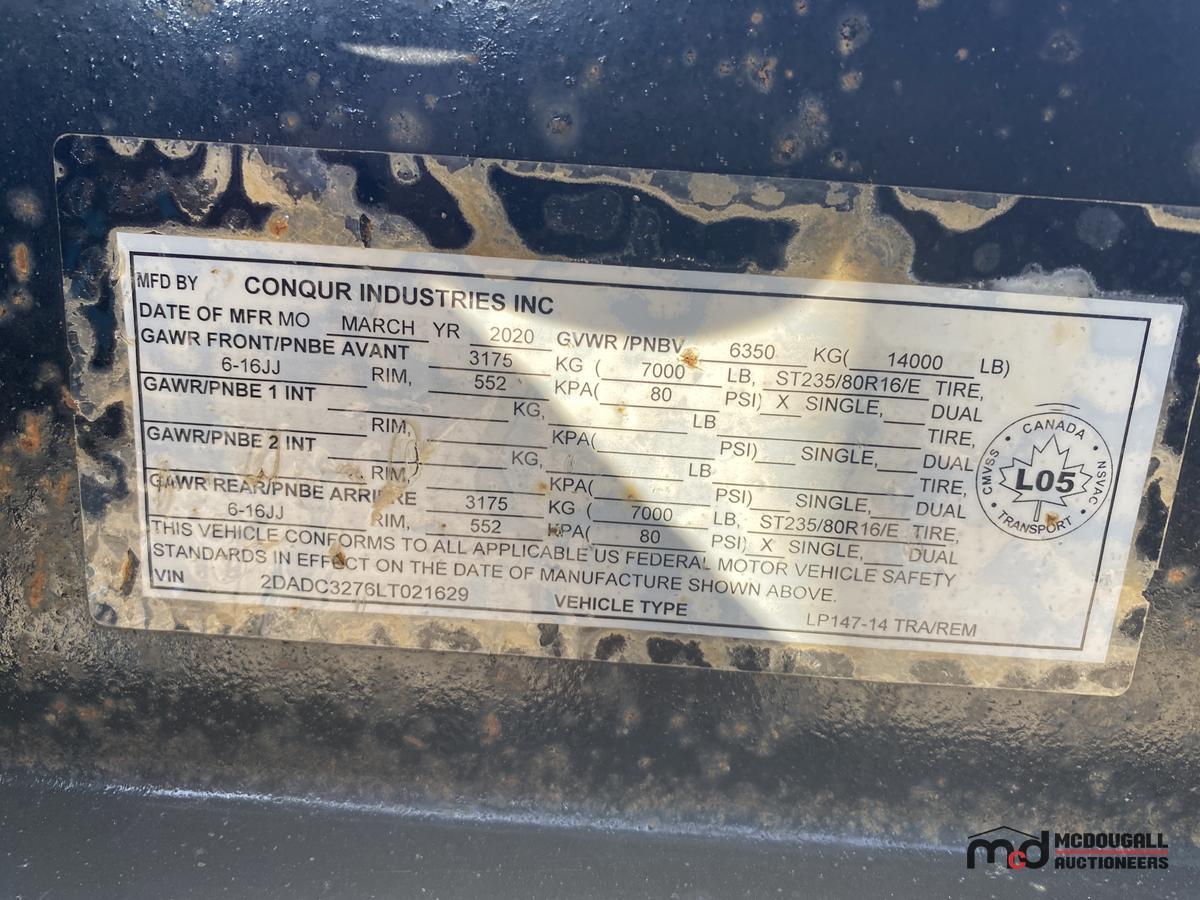 MFD BY CONQUR INDUSTRIES INC
DATE OF MFR MO MARCH YR 2020 GVWR /PNBV 6350 KG( 14000 LB)
GAWR FRONT/PNBE AVANT 3175 KG ( 7000 LB, ST235/80R16/E TIRE,
6-16JJ RIM, 552 KPA( 80 PSI) X SINGLE, DUAL
GAWR/PNBE 1 INT KG, LB TIRE,
RIM, KPA( PSI) SINGLE, DUAL
GAWR/PNBE 2 INT KG, LB TIRE,
RIM, KPA( PSI) SINGLE, DUAL
GAWR REAR/PNBE ARRIERE 3175 KG ( 7000 LB, ST235/80R16/E TIRE,
6-16JJ RIM, 552 KPA( 80 PSI) X SINGLE, DUAL
THIS VEHICLE CONFORMS TO ALL APPLICABLE US FEDERAL MOTOR VEHICLE SAFETY
STANDARDS IN EFFECT ON THE DATE OF MANUFACTURE SHOWN ABOVE.
VIN 2DADC3276LT021629 VEHICLE TYPE LP147-14 TRA/REM
CANADA
CMVSS L05 NSVAC
TRANSPORT
mcd MCDOUGALL
AUCTIONEERS